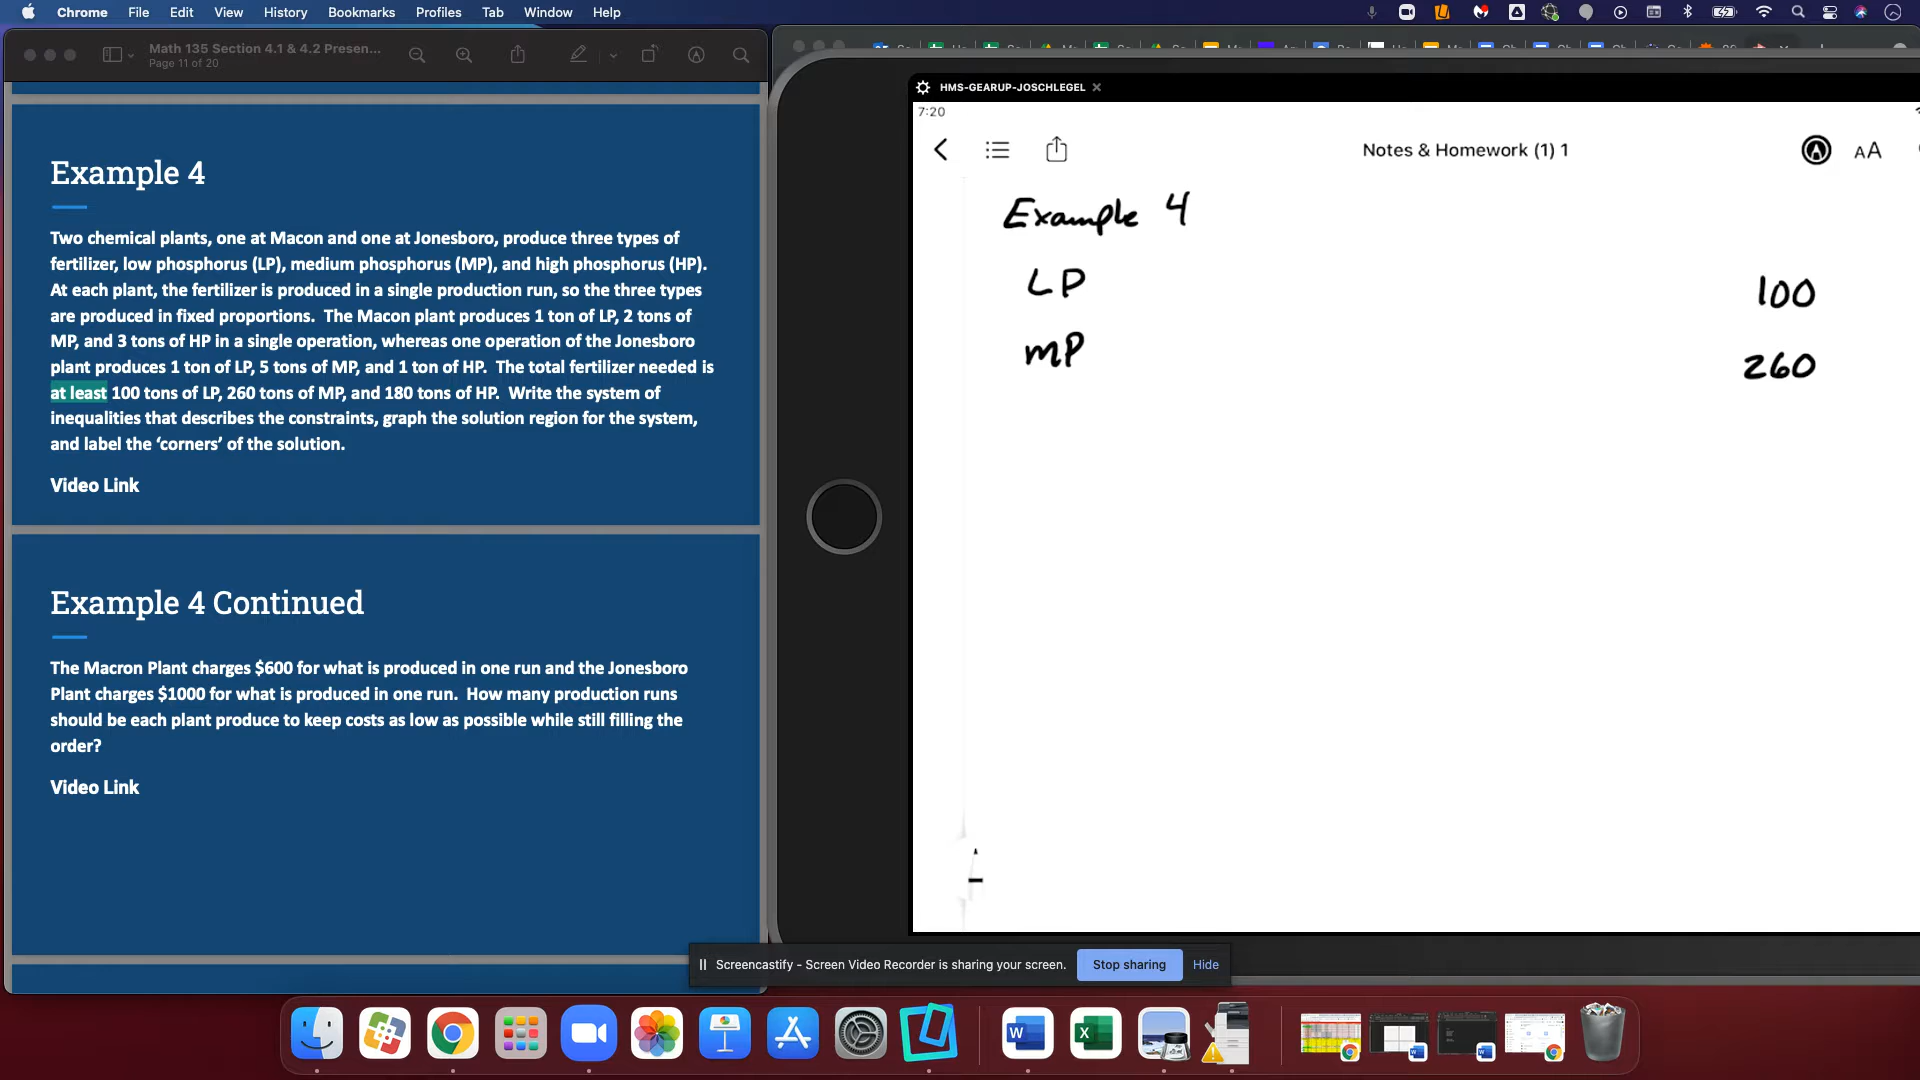 Chrome File Edit View History Bookmarks Profiles Tab Window Help
Math 135 Section 4.1 & 4.2 Presen...
Page 11 of 20
Example 4
Two chemical plants, one at Macon and one at Jonesboro, produce three types of
fertilizer, low phosphorus (LP), medium phosphorus (MP), and high phosphorus (HP).
At each plant, the fertilizer is produced in a single production run, so the three types
are produced in fixed proportions. The Macon plant produces 1 ton of LP, 2 tons of
MP, and 3 tons of HP in a single operation, whereas one operation of the Jonesboro
plant produces 1 ton of LP, 5 tons of MP, and 1 ton of HP. The total fertilizer needed is
at least 100 tons of LP, 260 tons of MP, and 180 tons of HP. Write the system of
inequalities that describes the constraints, graph the solution region for the system,
and label the ‘corners’ of the solution.
Video Link
Example 4 Continued
The Macron Plant charges $600 for what is produced in one run and the Jonesboro
Plant charges $1000 for what is produced in one run. How many production runs
should be each plant produce to keep costs as low as possible while still filling the
order?
Video Link
HMS-GEARUP-JOSCHLEGEL
7:20
Notes & Homework (1) 1
AA
Example 4
LP 100
MP 260
Screencastify - Screen Video Recorder is sharing your screen. Stop sharing Hide